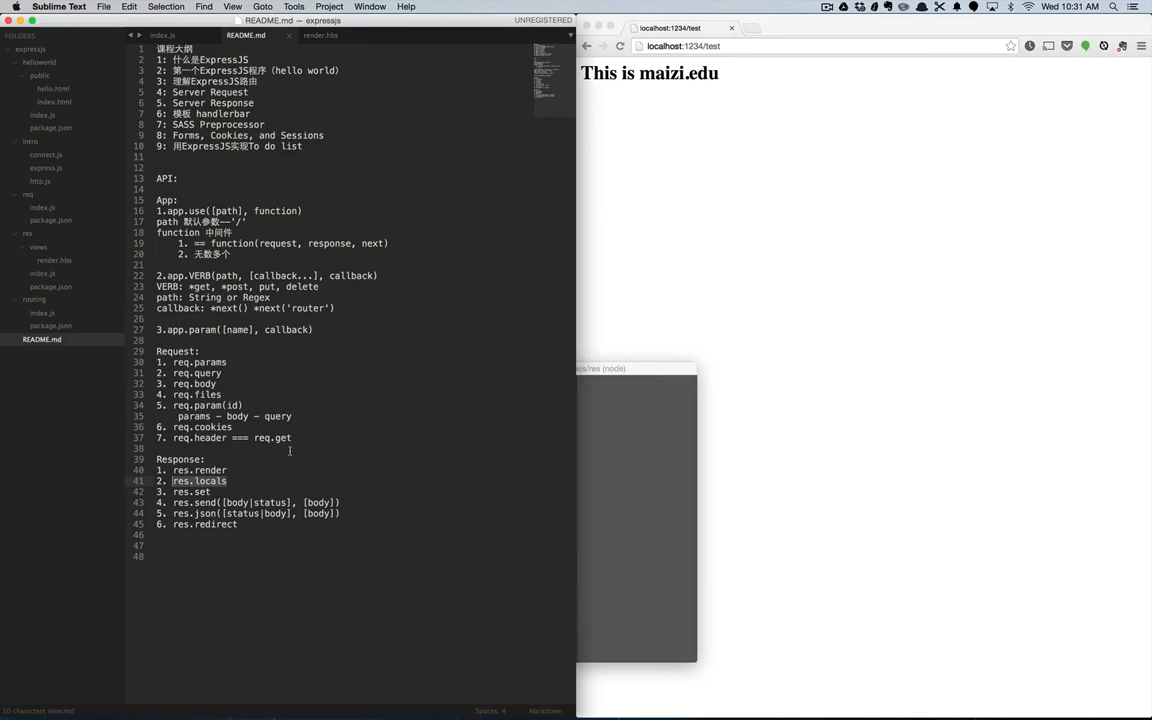 Sublime Text File Edit Selection Find View Goto Tools Project Window Help
Wed 10:31 AM
README.md — expressjs
UNREGISTERED
FOLDERS
expressjs
helloworld
public
hello.html
index.html
index.js
package.json
intro
connect.js
express.js
http.js
req
index.js
package.json
res
views
render.hbs
index.js
package.json
routing
index.js
package.json
README.md
index.js
README.md
render.hbs
1 课程大纲
2 1: 什么是ExpressJS
3 2: 第一个ExpressJS程序（hello world）
4 3: 理解ExpressJS路由
5 4: Server Request
6 5. Server Response
7 6: 模板 handlerbar
8 7: SASS Preprocessor
9 8: Forms, Cookies, and Sessions
10 9: 用ExpressJS实现To do list
11
12
13 API:
14
15 App:
16 1.app.use([path], function)
17 path 默认参数--'/'
18 function 中间件
19 1. == function(request, response, next)
20 2. 无数多个
21
22 2.app.VERB(path, [callback...], callback)
23 VERB: *get, *post, put, delete
24 path: String or Regex
25 callback: *next() *next('router')
26
27 3.app.param([name], callback)
28
29 Request:
30 1. req.params
31 2. req.query
32 3. req.body
33 4. req.files
34 5. req.param(id)
35 params - body - query
36 6. req.cookies
37 7. req.header === req.get
38
39 Response:
40 1. res.render
41 2. res.locals
42 3. res.set
43 4. res.send([body|status], [body])
44 5. res.json([status|body], [body])
45 6. res.redirect
46
47
48
10 characters selected
Spaces: 4
Markdown
localhost:1234/test
localhost:1234/test
This is maizi.edu
sjs/res (node)